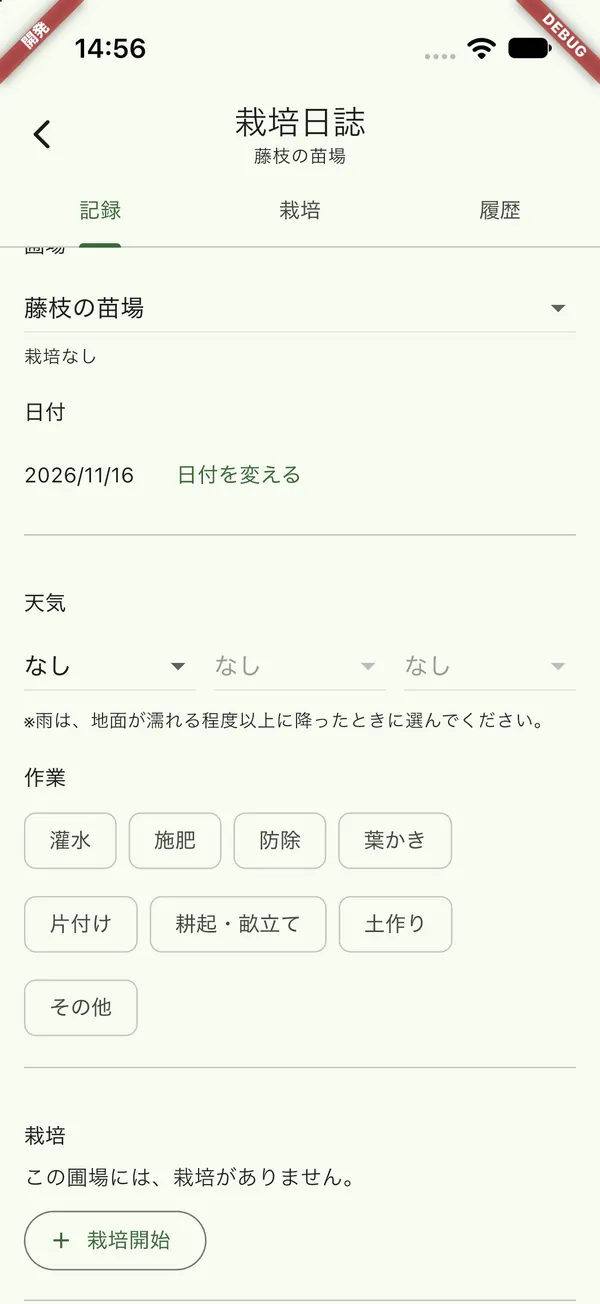 開発
DEBUG
14:56
栽培日誌
藤枝の苗場
記録 栽培 履歴
圃場
藤枝の苗場
栽培なし
日付
2026/11/16 日付を変える
天気
なし なし なし
※雨は、地面が濡れる程度以上に降ったときに選んでください。
作業
灌水 施肥 防除 葉かき
片付け 耕起・畝立て 土作り
その他
栽培
この圃場には、栽培がありません。
+ 栽培開始